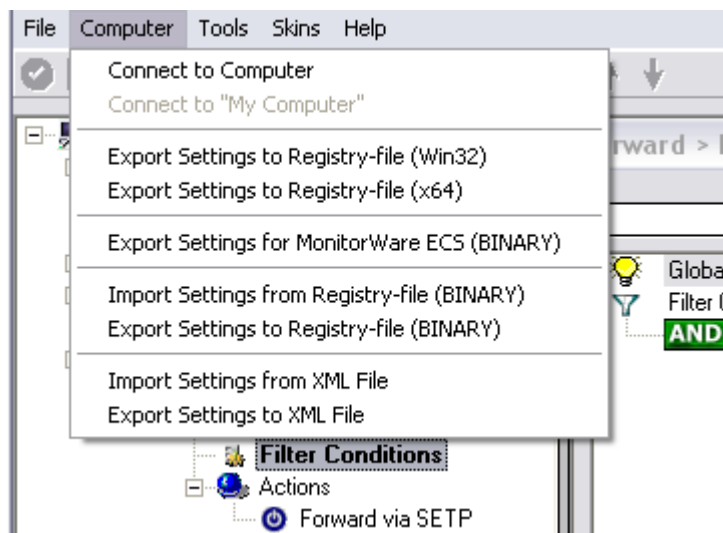 File Computer Tools Skins Help
Connect to Computer
Connect to "My Computer"
Export Settings to Registry-file (Win32)
Export Settings to Registry-file (x64)
Export Settings for MonitorWare ECS (BINARY)
Import Settings from Registry-file (BINARY)
Export Settings to Registry-file (BINARY)
Import Settings from XML File
Export Settings to XML File
Filter Conditions
Actions
Forward via SETP
rward >
Globa
Filter
AND